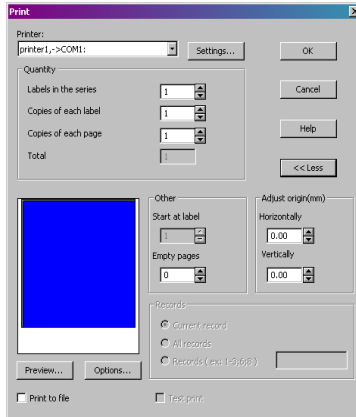 Print
Printer:
printer1,->COM1:
Settings...
OK
Quantity
Labels in the series
1
Cancel
Copies of each label
1
Copies of each page
1
Help
Total
1
<< Less
Other
Adjust origin(mm)
Start at label
Horizontally
1
0.00
Empty pages
Vertically
0
0.00
Records
Current record
All records
Records ( ex: 1-3;6;8 )
Preview...
Options...
Print to file
Test print